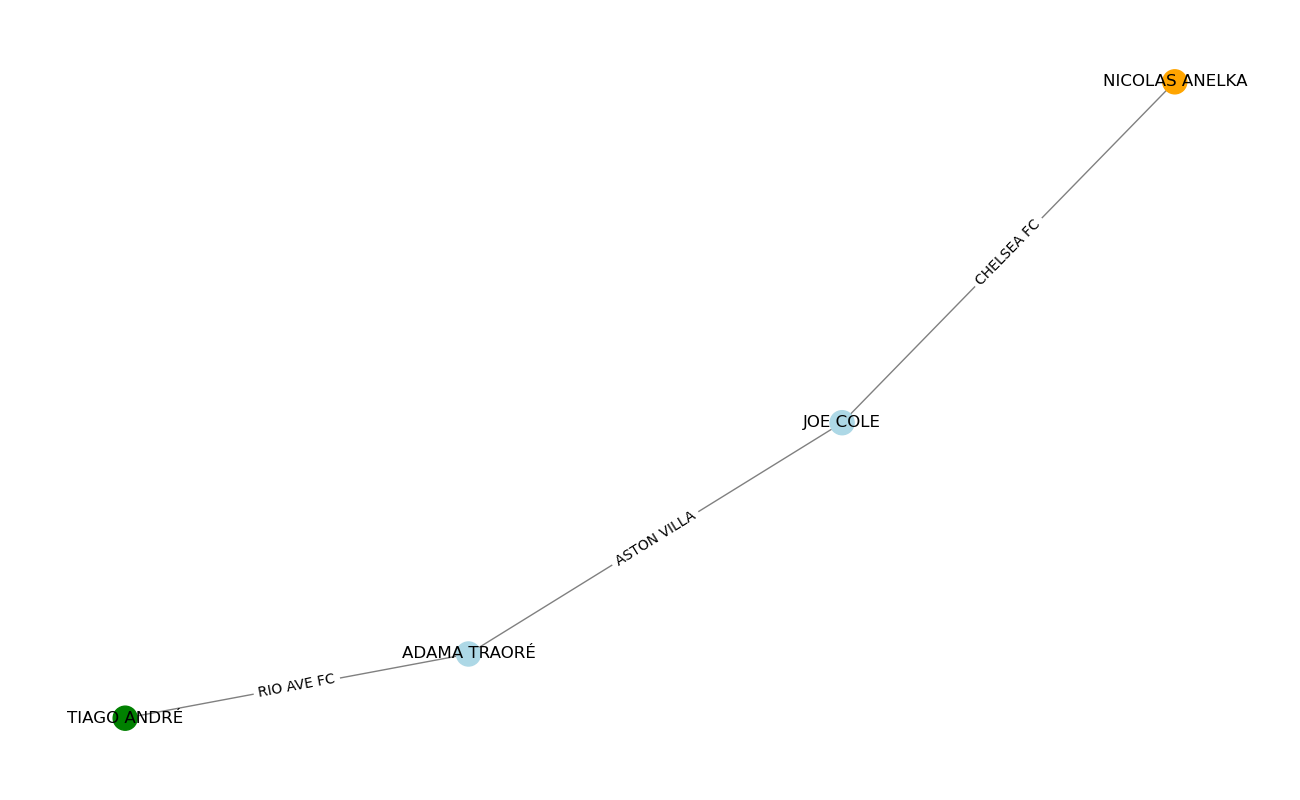 NICOLAS ANELKA
CHELSEA FC
JOE COLE
ASTON VILLA
ADAMA TRAORÉ
RIO AVE FC
TIAGO ANDRÉ